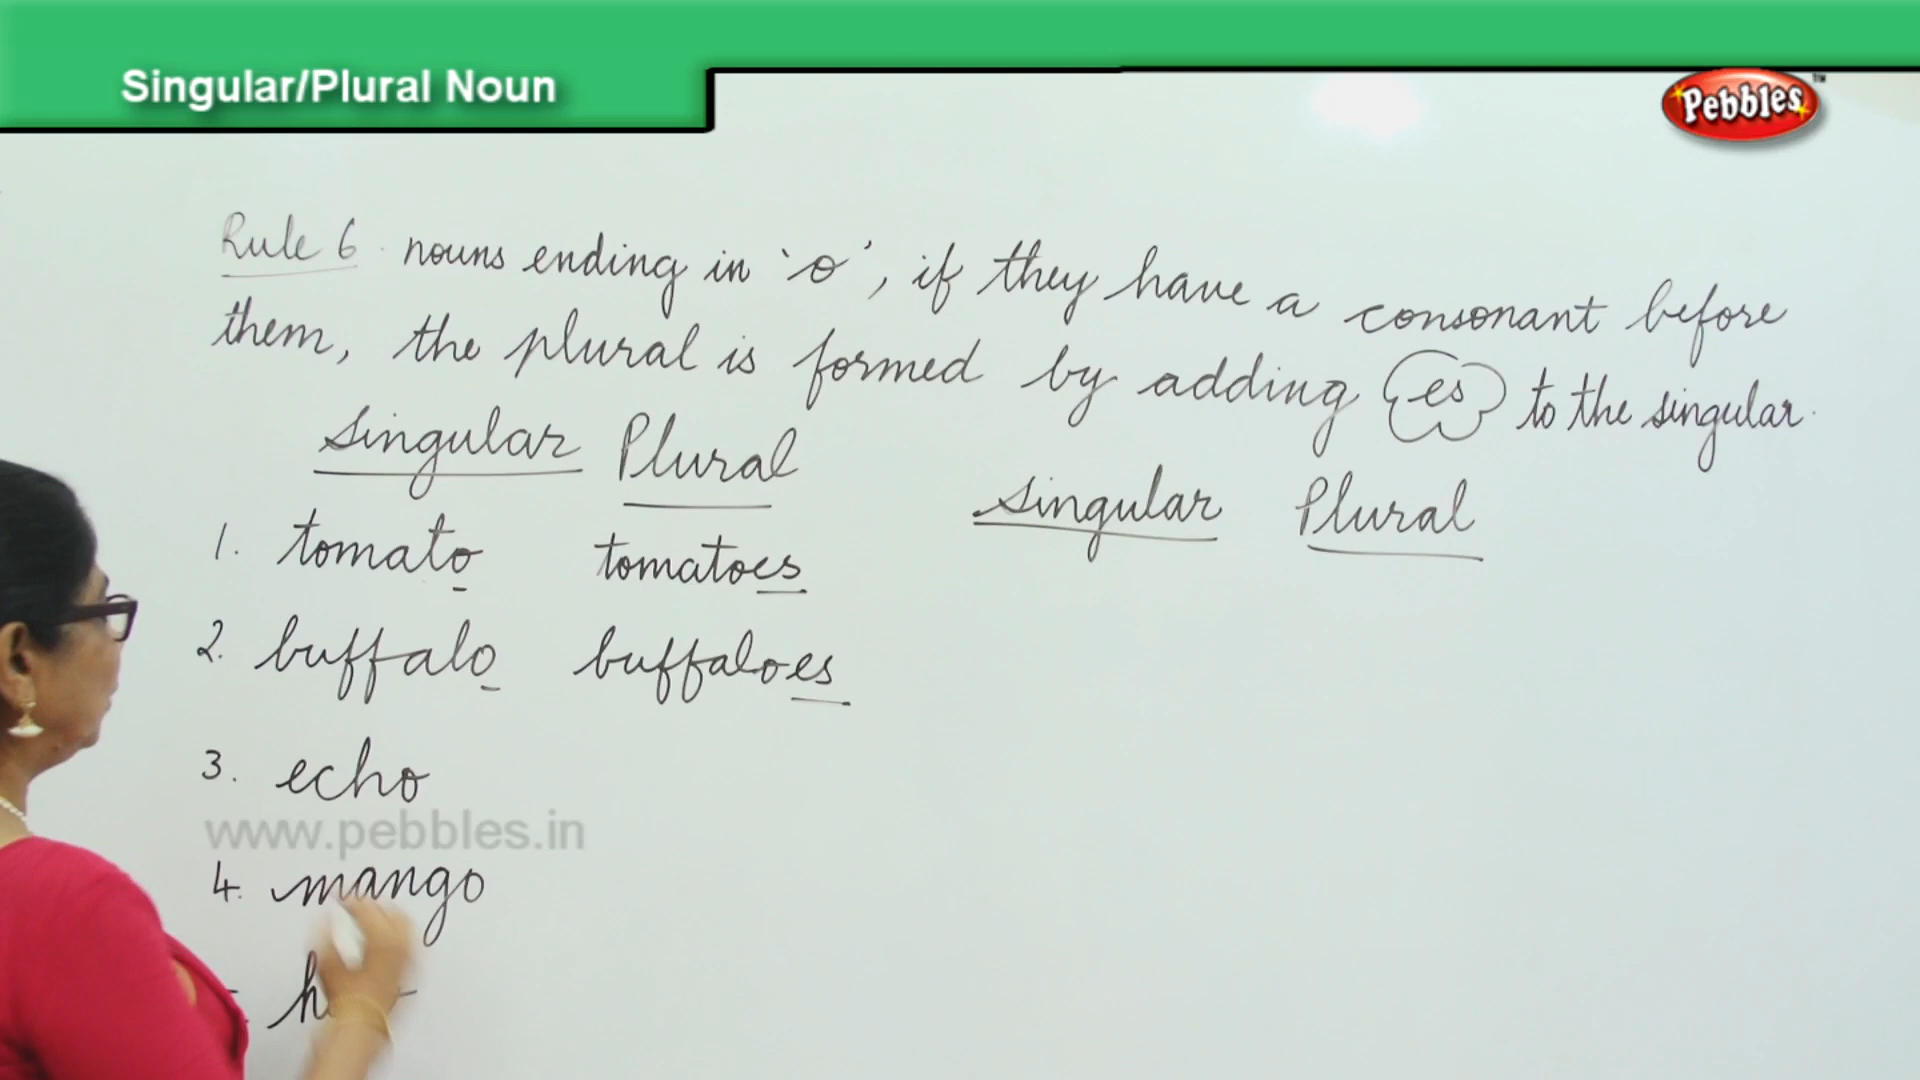 Singular/Plural Noun
Pebbles™
Rule 6. nouns ending in 'o', if they have a consonant before
them, the plural is formed by adding es to the singular.
Singular Plural
Singular Plural
1. tomato tomatoes
2. buffalo buffaloes
3. echo
www.pebbles.in
4. mango